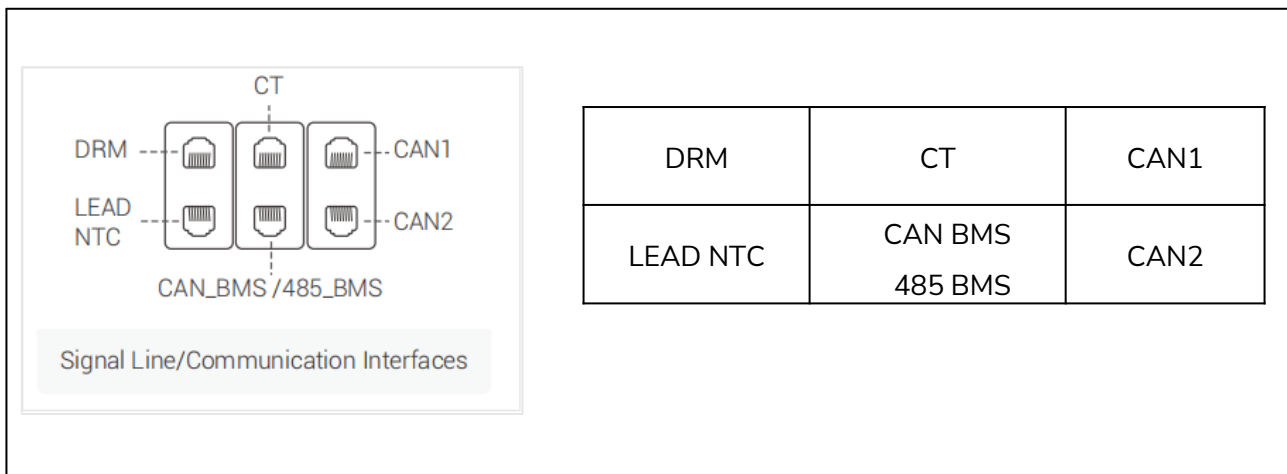 CT
DRM
CAN1
LEAD
NTC
CAN2
CAN_BMS /485_BMS
Signal Line/Communication Interfaces
DRM CT CAN1
LEAD NTC CAN BMS CAN2
485 BMS